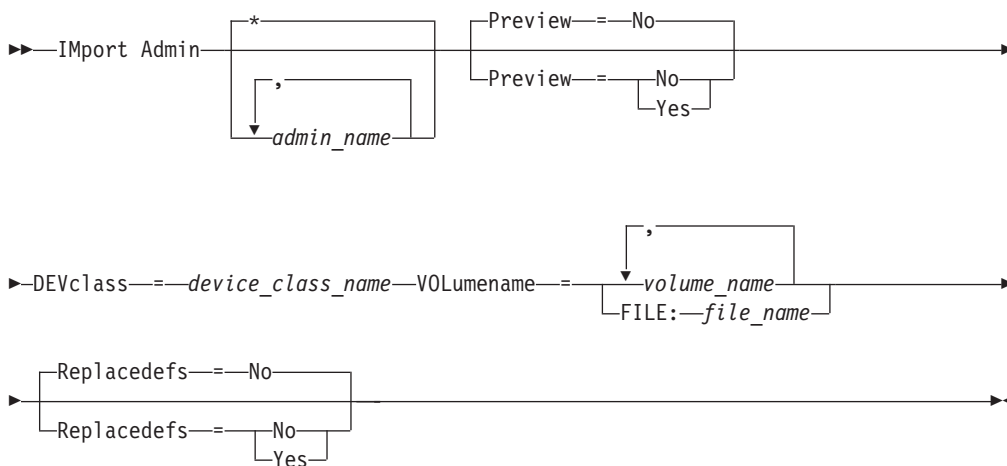 *
Preview = No
IMport Admin
Preview = No
Yes
,
admin_name
,
DEVclass = device_class_name VOLumename = volume_name
FILE: file_name
Replacedefs = No
Replacedefs = No
Yes